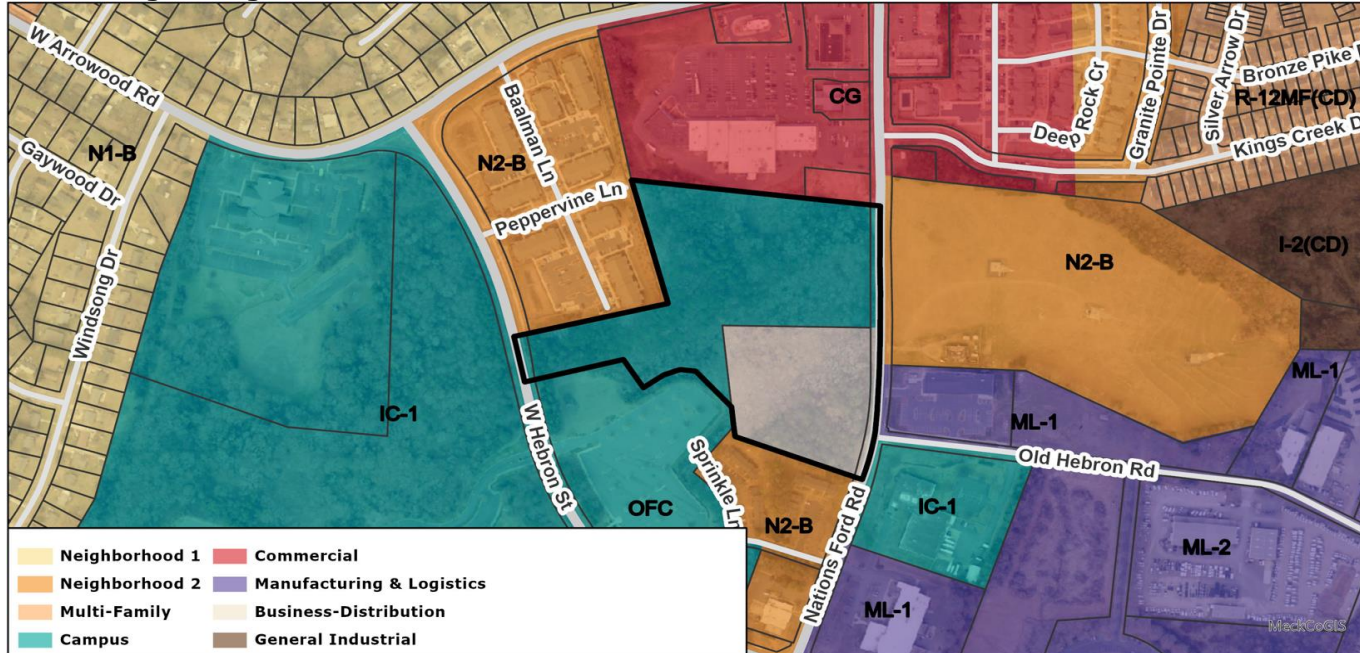 W Arrowood Rd
Gaywood Dr
N1-B
Windsong Dr
IC-1
N2-B
Baalman Ln
Peppervine Ln
CG
Deep Rock Cr
Granite Pointe Dr
Silver Arrow Dr
Bronze Pike
R-12MF(CD)
Kings Creek D
I-2(CD)
N2-B
ML-1
ML-1
Old Hebron Rd
W Hebron St
OFC
Sprinkle Ln
N2-B
Nations Ford Rd
IC-1
ML-1
ML-2
Neighborhood 1
Neighborhood 2
Multi-Family
Campus
Commercial
Manufacturing & Logistics
Business-Distribution
General Industrial
MeckCoGIS